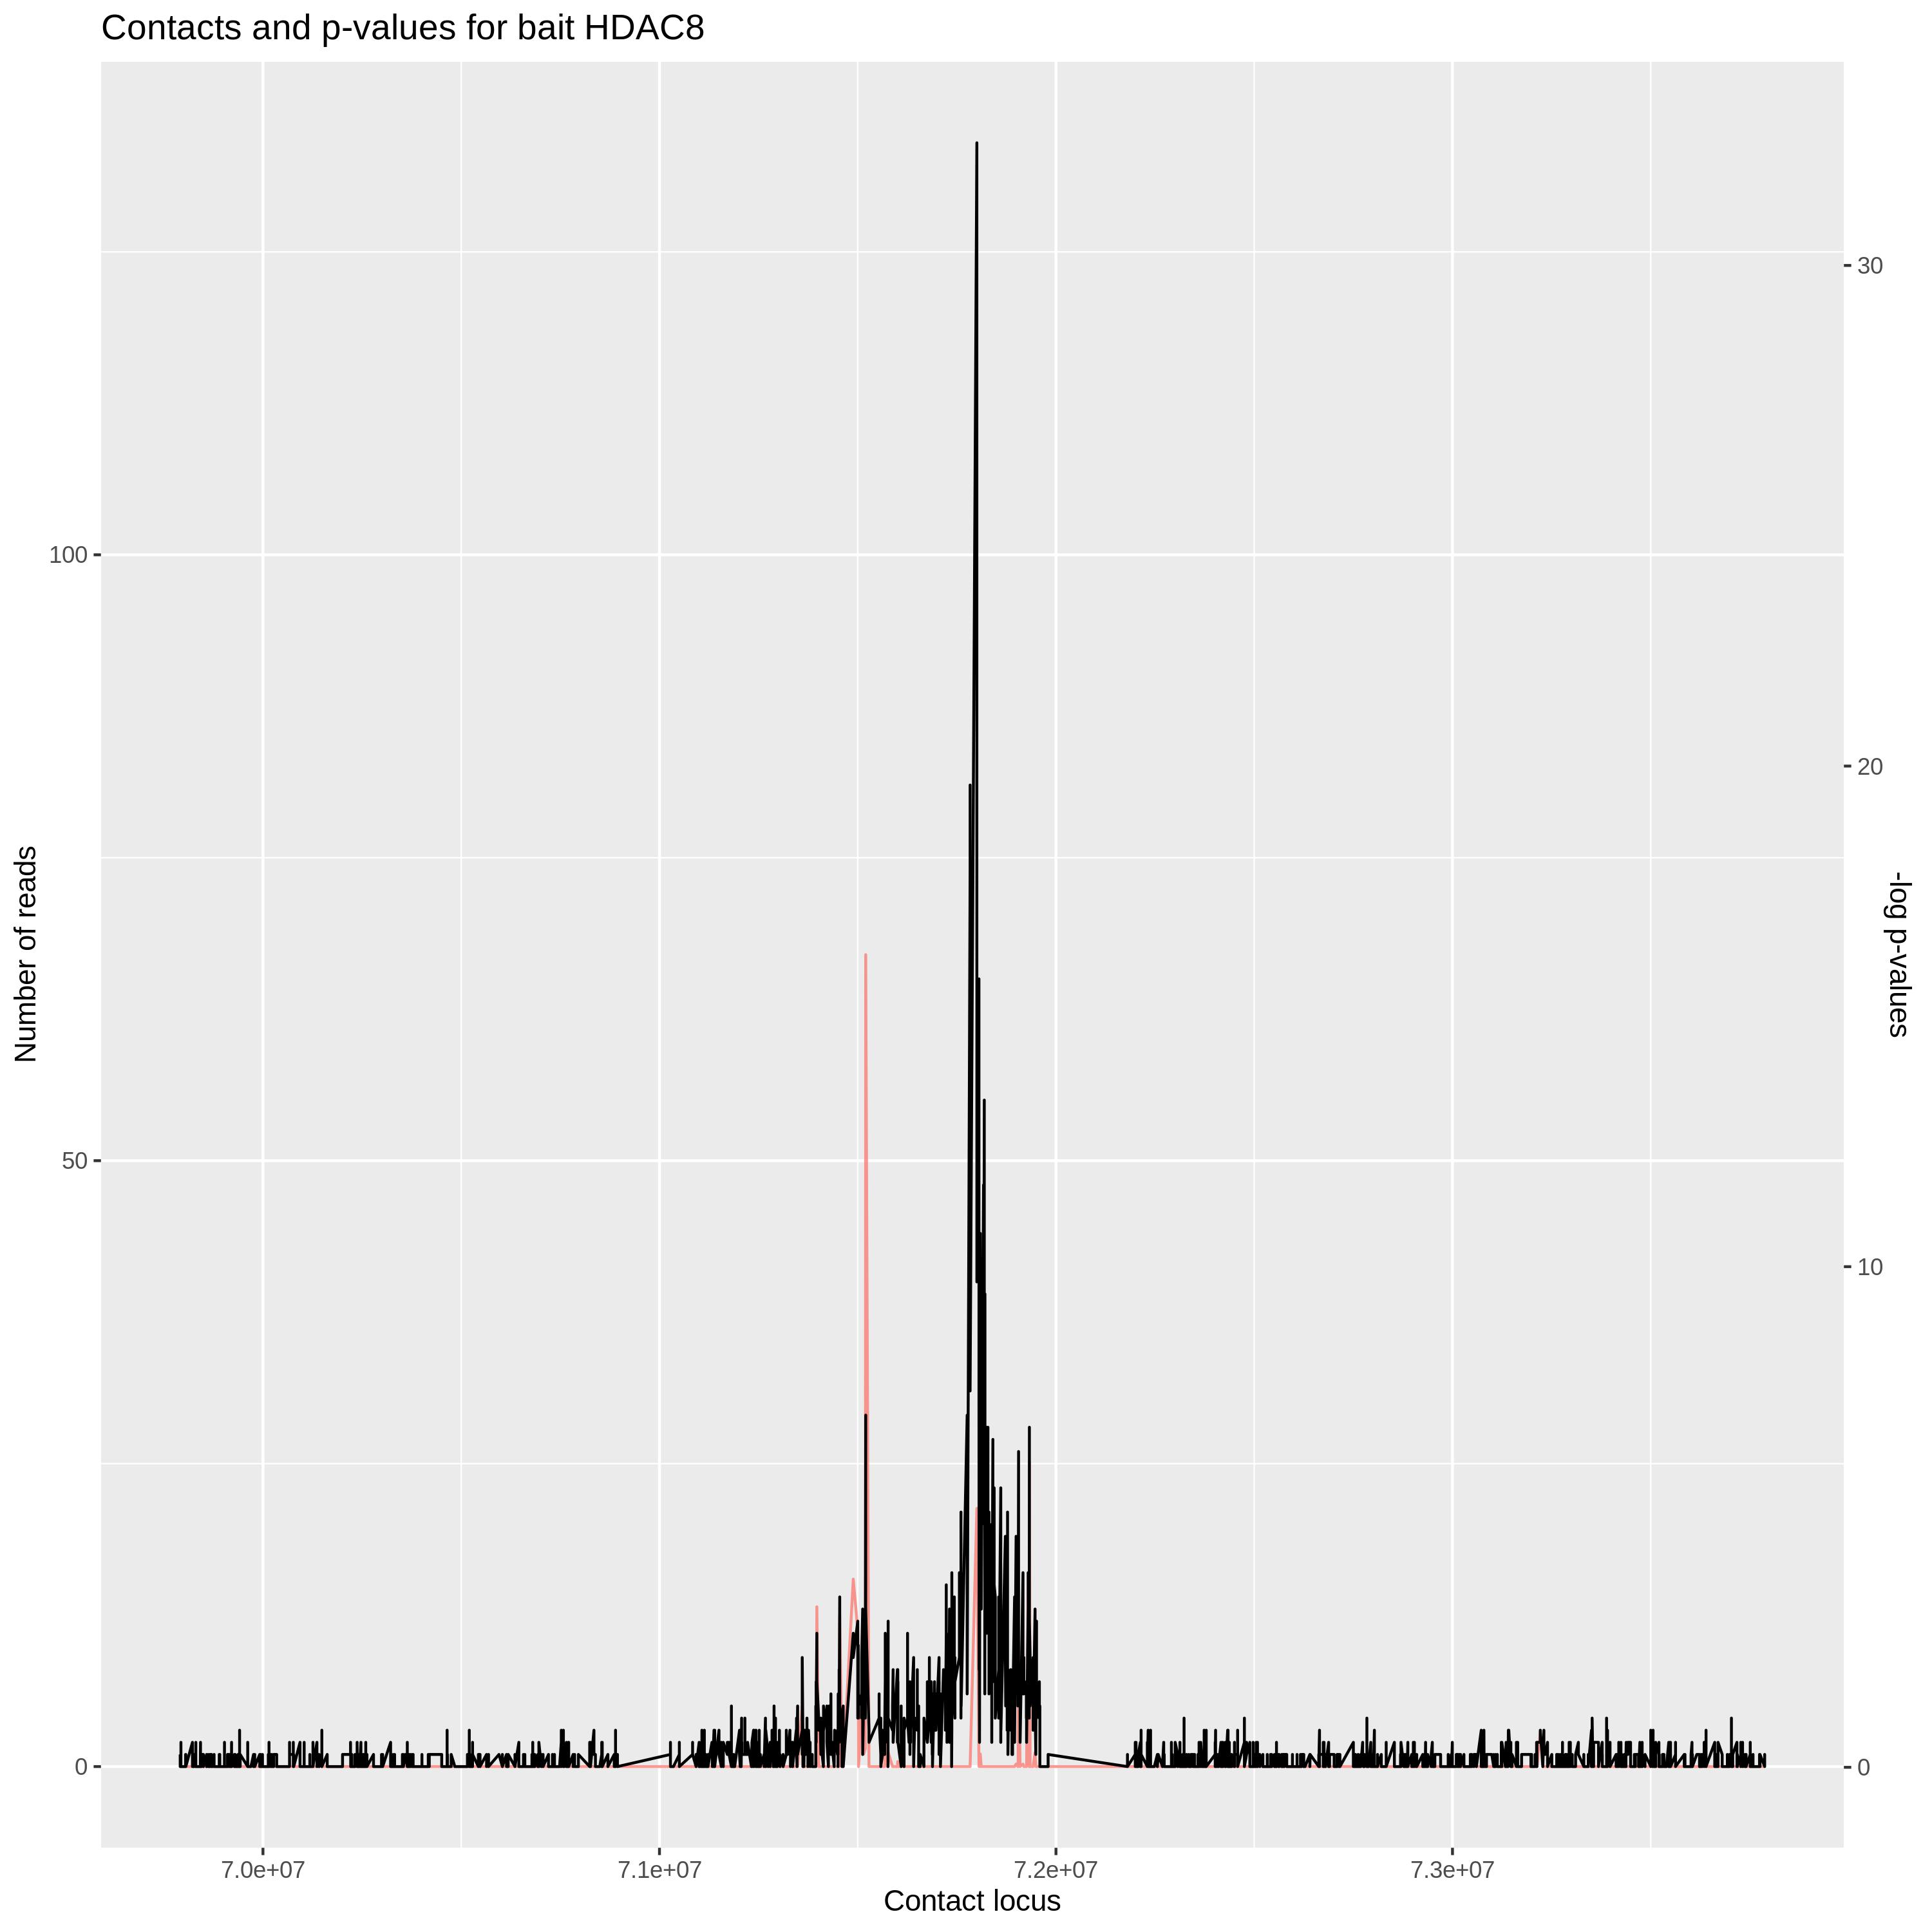 Contacts and p-values for bait HDAC8
Number of reads
100
50
0
30
20
10
0
-log p-values
7.0e+07
7.1e+07
7.2e+07
7.3e+07
Contact locus